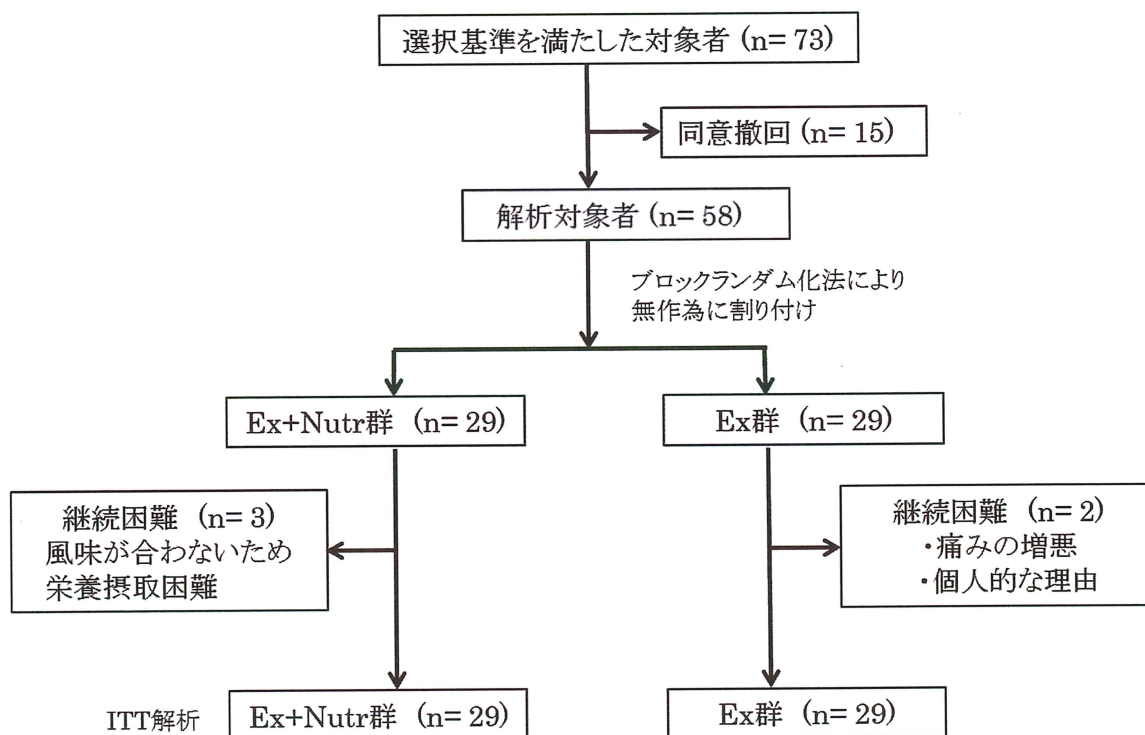 選択基準を満たした対象者 (n= 73)
同意撤回 (n= 15)
解析対象者 (n= 58)
ブロックランダム化法により
無作為に割り付け
Ex+Nutr群 (n= 29)
Ex群 (n= 29)
継続困難 (n= 3)
風味が合わないため
栄養摂取困難
継続困難 (n= 2)
・痛みの増悪
・個人的な理由
ITT解析
Ex+Nutr群 (n= 29)
Ex群 (n= 29)